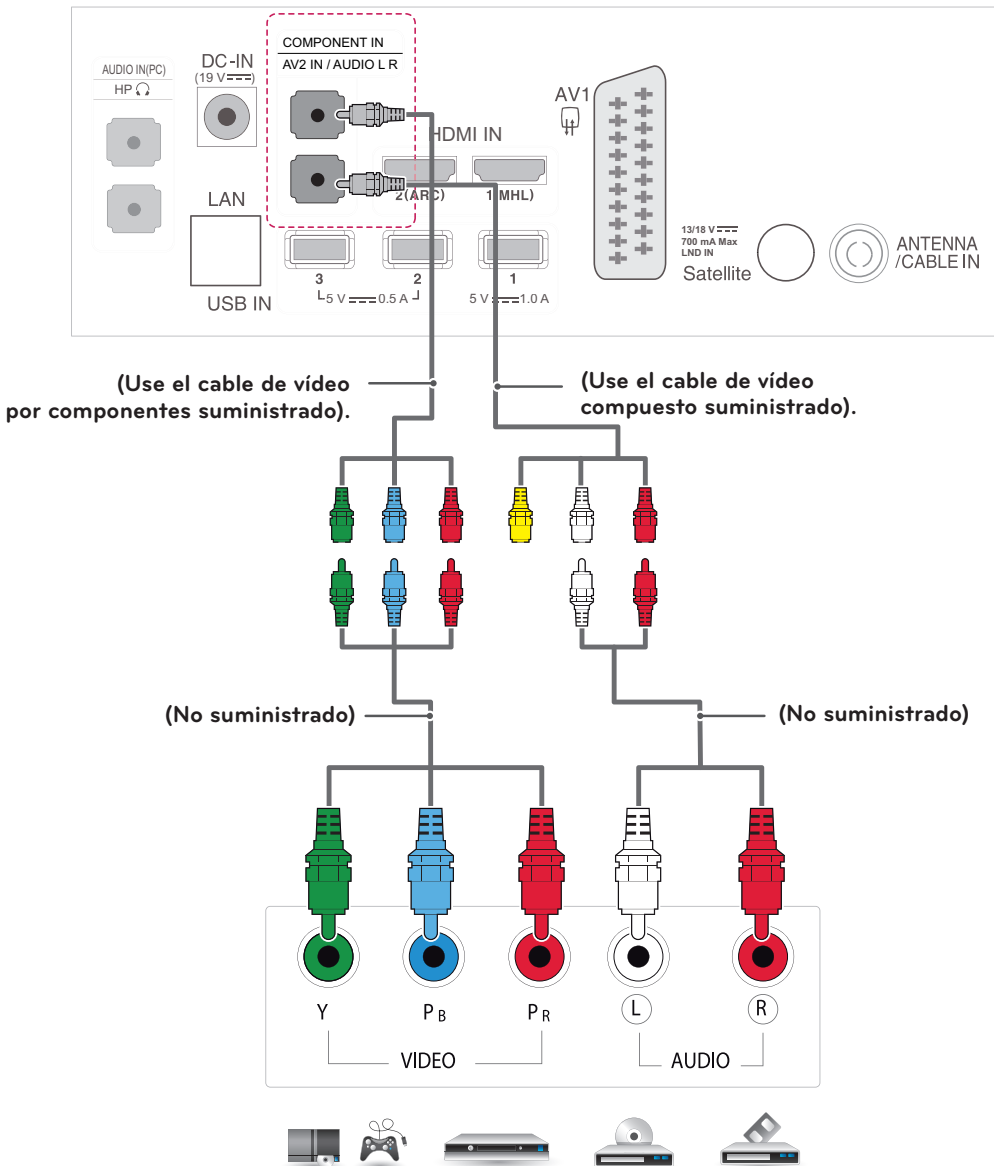 COMPONENT IN
AV2 IN / AUDIO L R
AUDIO IN(PC)
HP
DC-IN
(19 V)
AV1
HDMI IN
2(ARC)
1(MHL)
LAN
USB IN
3
2
1
5 V 0.5 A
5 V 1.0 A
13/18 V
700 mA Max
LND IN
Satellite
ANTENNA
/CABLE IN
(Use el cable de vídeo
por componentes suministrado).
(Use el cable de vídeo
compuesto suministrado).
(No suministrado)
(No suministrado)
Y
PB
PR
L
R
VIDEO
AUDIO